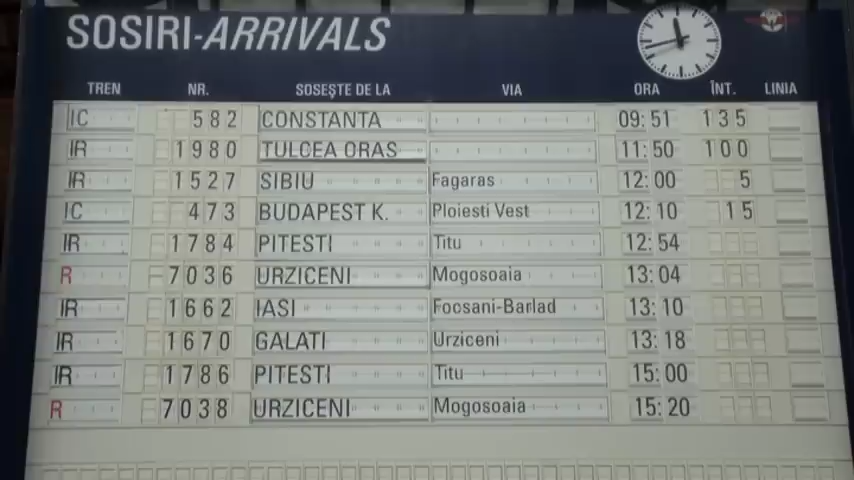 SOSIRI-ARRIVALS
TREN NR. SOSEŞTE DE LA VIA ORA ÎNT. LINIA
IC 582 CONSTANTA 09:51 135
IR 1980 TULCEA ORAS 11:50 100
IR 1527 SIBIU Fagaras 12:00 5
IC 473 BUDAPEST K. Ploiesti Vest 12:10 15
IR 1784 PITESTI Titu 12:54
R 7036 URZICENI Mogosoaia 13:04
IR 1662 IASI Focsani-Barlad 13:10
IR 1670 GALATI Urziceni 13:18
IR 1786 PITESTI Titu 15:00
R 7038 URZICENI Mogosoaia 15:20